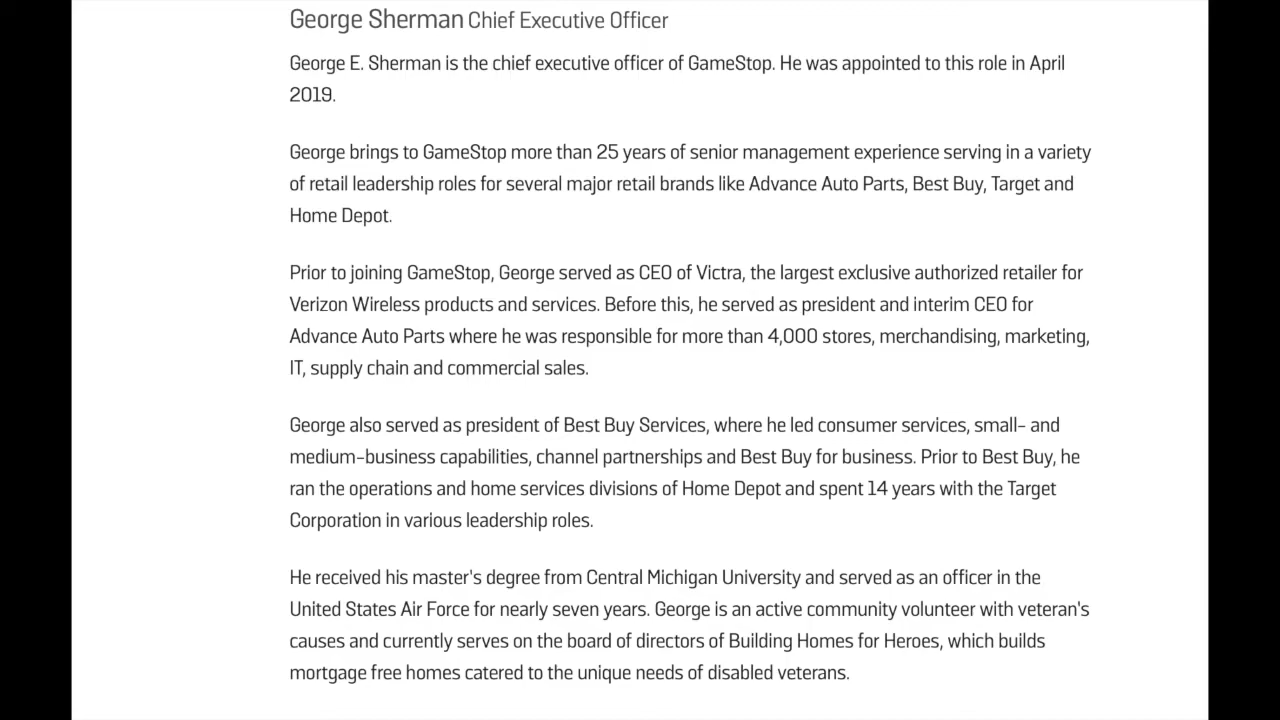 George Sherman Chief Executive Officer
George E. Sherman is the chief executive officer of GameStop. He was appointed to this role in April
2019.
George brings to GameStop more than 25 years of senior management experience serving in a variety
of retail leadership roles for several major retail brands like Advance Auto Parts, Best Buy, Target and
Home Depot.
Prior to joining GameStop, George served as CEO of Victra, the largest exclusive authorized retailer for
Verizon Wireless products and services. Before this, he served as president and interim CEO for
Advance Auto Parts where he was responsible for more than 4,000 stores, merchandising, marketing,
IT, supply chain and commercial sales.
George also served as president of Best Buy Services, where he led consumer services, small- and
medium-business capabilities, channel partnerships and Best Buy for business. Prior to Best Buy, he
ran the operations and home services divisions of Home Depot and spent 14 years with the Target
Corporation in various leadership roles.
He received his master's degree from Central Michigan University and served as an officer in the
United States Air Force for nearly seven years. George is an active community volunteer with veteran's
causes and currently serves on the board of directors of Building Homes for Heroes, which builds
mortgage free homes catered to the unique needs of disabled veterans.